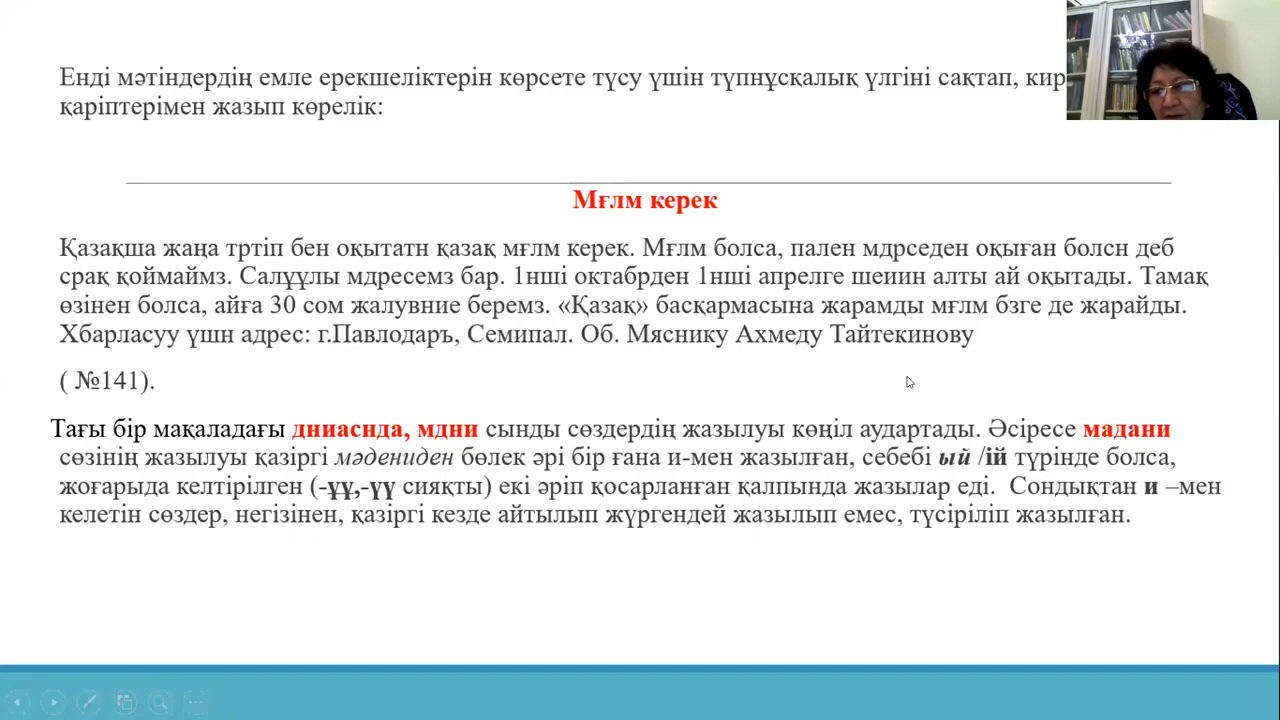 Енді мәтіндердің емле ерекшеліктерін көрсете түсу үшін түпнұсқалық үлгіні сақтап,
қаріптерімен жазып көрелік:
Мғлм керек
Қазақша жаңа тртіп бен оқытатн қазақ мғлм керек. Мғлм болса, пален мдрседен оқыған болсн деб
срақ қоймаймз. Салұұлы мдресемз бар. 1нші октабрден 1нші апрелге шеиин алты ай оқытады. Тамақ
өзінен болса, айға 30 сом жалувние беремз. «Қазақ» басқармасына жарамды мғлм бзге де жарайды.
Хбарласуу үшн адрес: г.Павлодаръ, Семипал. Об. Мяснику Ахмеду Тайтекинову
( №141).
Тағы бір мақаладағы дниаснда, мдни сынды сөздердің жазылуы көңіл аудартады. Әсіресе мадани
сөзінің жазылуы қазіргі мәдениден бөлек әрі бір ғана и-мен жазылған, себебі ый /ій түрінде болса,
жоғарыда келтірілген (-ұұ,-үү сияқты) екі әріп қосарланған қалпында жазылар еді. Сондықтан и –мен
келетін сөздер, негізінен, қазіргі кезде айтылып жүргендей жазылып емес, түсіріліп жазылған.